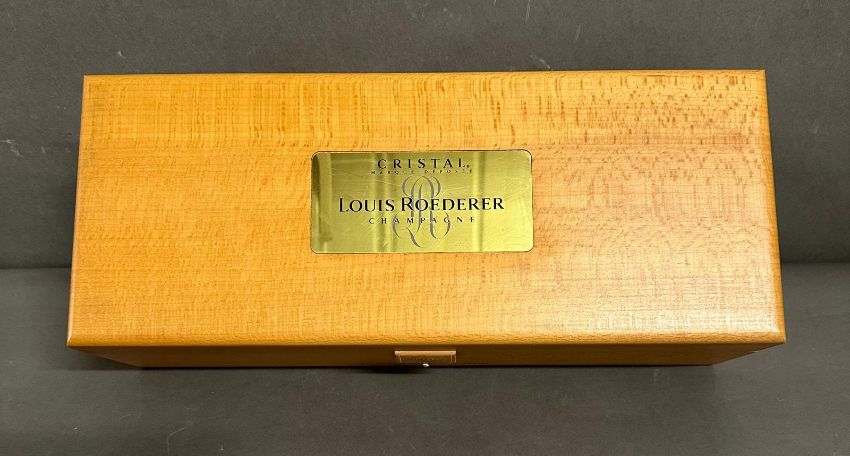 CRISTAL®
MARQUE DÉPOSÉE
LOUIS ROEDERER
CHAMPAGNE